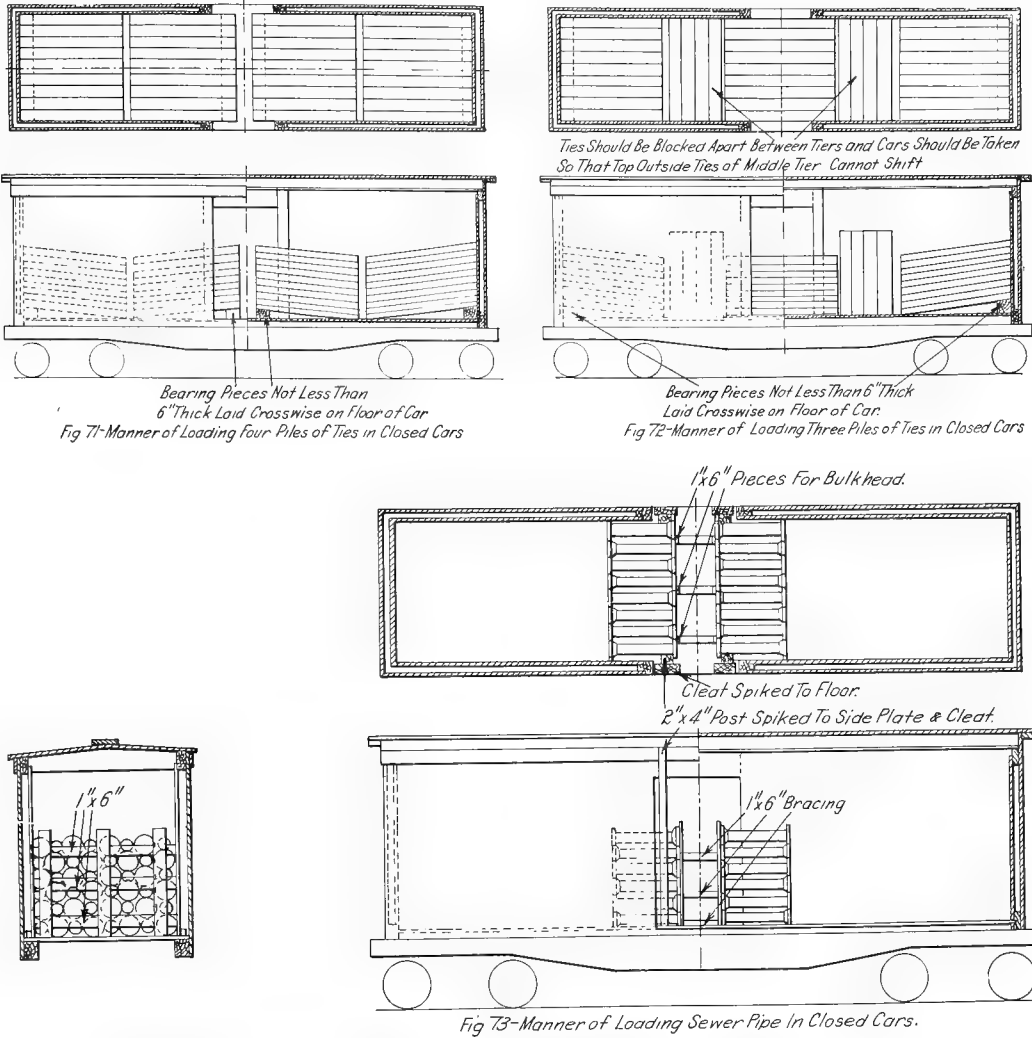 Ties Should Be Blocked Apart Between Tiers and Cars Should Be Taken
So That Top Outside Ties of Middle Tier Cannot Shift
Bearing Pieces Not Less Than
6" Thick Laid Crosswise on Floor of Car
Fig 71-Manner of Loading Four Piles of Ties in Closed Cars
Bearing Pieces Not Less Than 6" Thick
Laid Crosswise on Floor of Car.
Fig 72-Manner of Loading Three Piles of Ties in Closed Cars
1"x6" Pieces For Bulkhead.
Cleat Spiked To Floor.
2"x4" Post Spiked To Side Plate & Cleat.
1"x6"
1"x6" Bracing
Fig 73-Manner of Loading Sewer Pipe In Closed Cars.